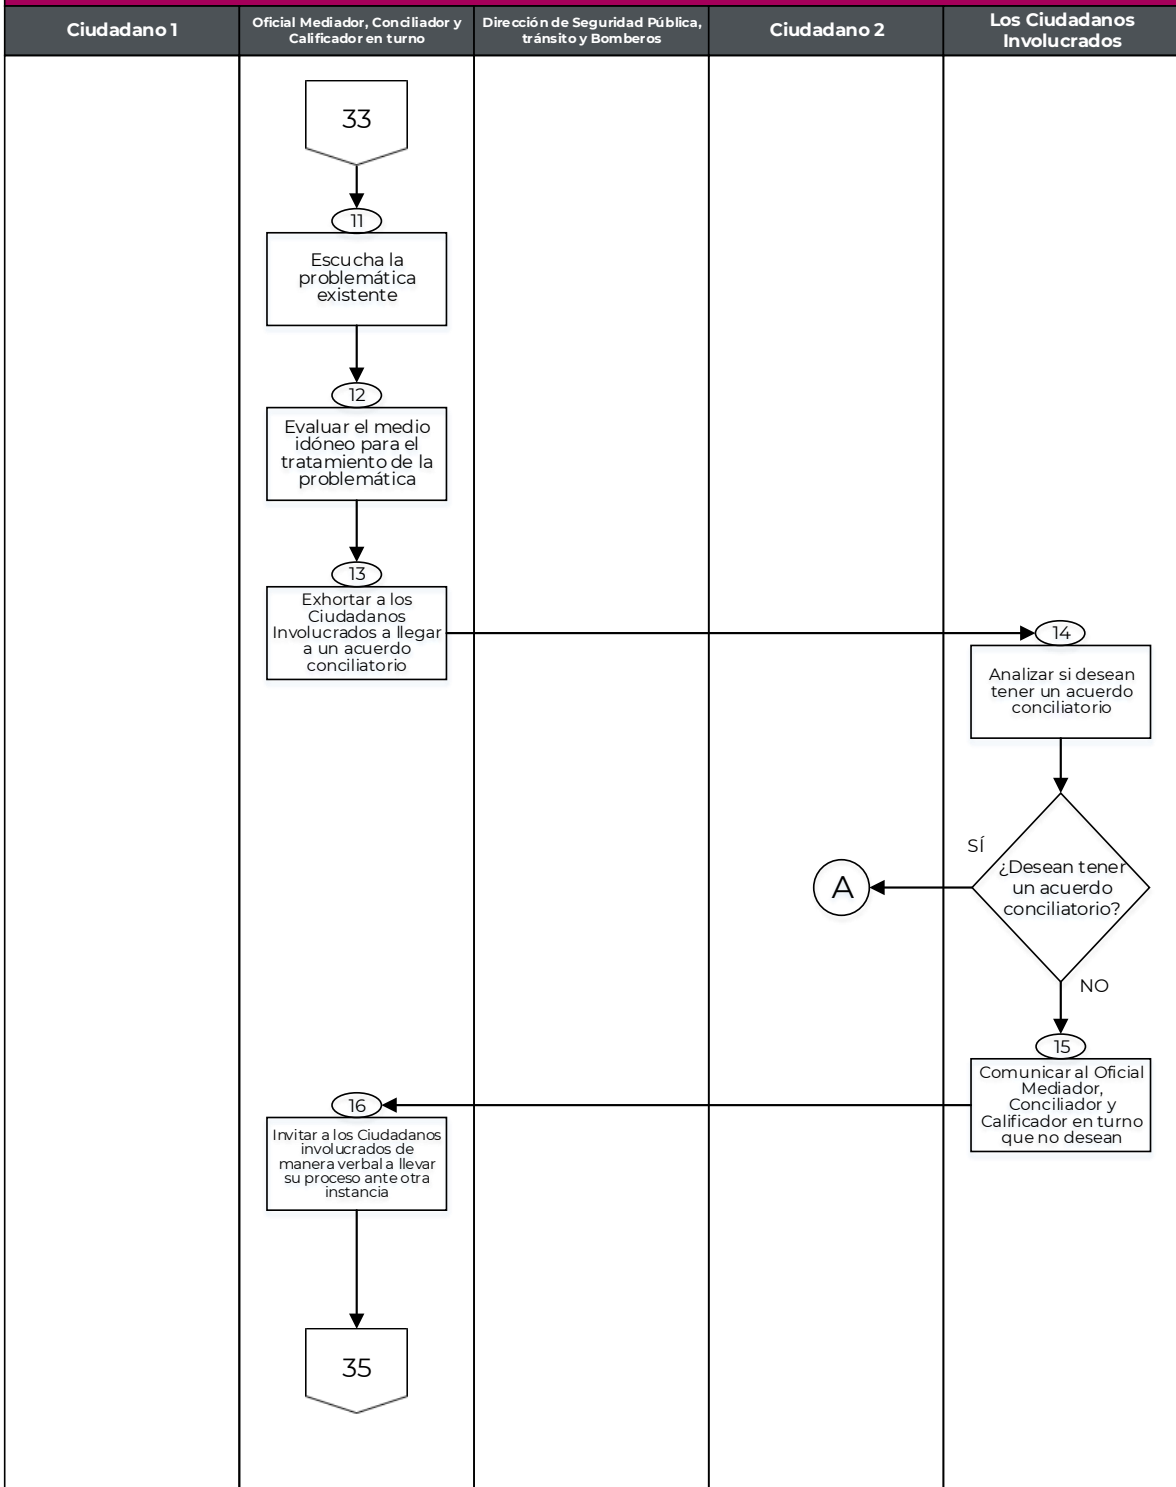 Ciudadano 1
Oficial Mediador, Conciliador y
Calificador en turno
Dirección de Seguridad Pública,
tránsito y Bomberos
Ciudadano 2
Los Ciudadanos
Involucrados
33
11
Escucha la
problemática
existente
12
Evaluar el medio
idóneo para el
tratamiento de la
problemática
13
Exhortar a los
Ciudadanos
Involucrados a llegar
a un acuerdo
conciliatorio
14
Analizar si desean
tener un acuerdo
conciliatorio
SÍ
¿Desean tener
un acuerdo
conciliatorio?
A
NO
15
Comunicar al Oficial
Mediador,
Conciliador y
Calificador en turno
que no desean
16
Invitar a los Ciudadanos
involucrados de
manera verbal a llevar
su proceso ante otra
instancia
35